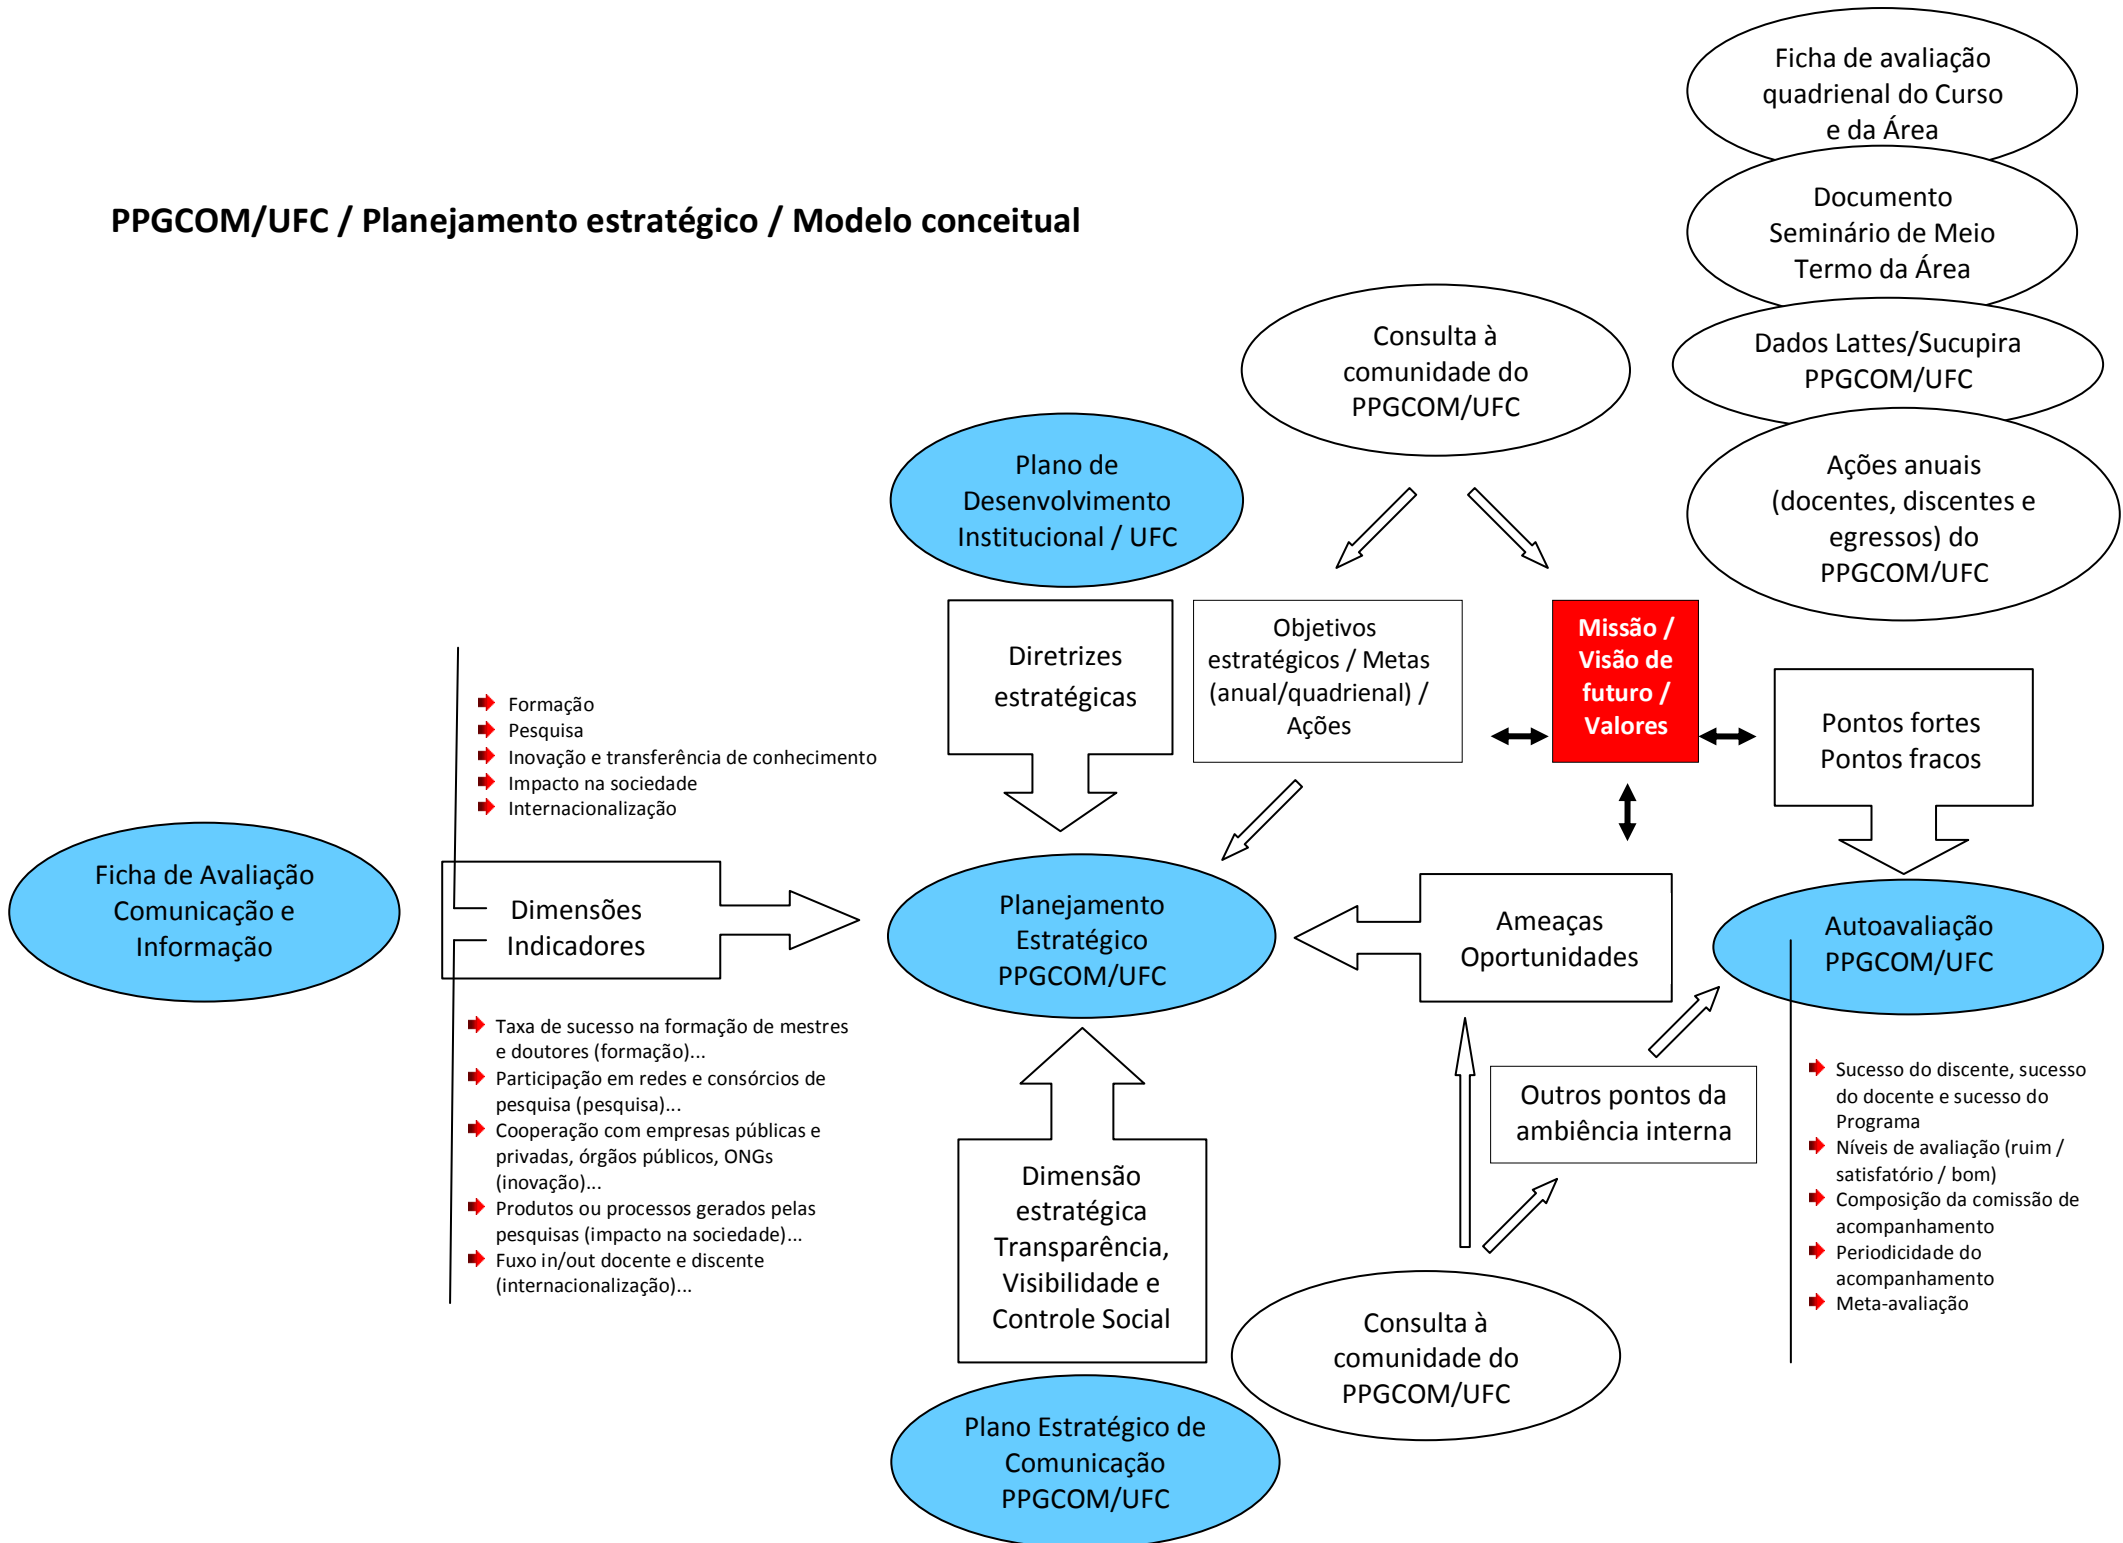 Ficha de avaliação
quadrienal do Curso
e da Área
Documento
Seminário de Meio
Termo da Área
PPGCOM/UFC / Planejamento estratégico / Modelo conceitual
Dados Lattes/Sucupira
PPGCOM/UFC
Consulta à
comunidade do
PPGCOM/UFC
Ações anuais
(docentes, discentes e
egressos) do
PPGCOM/UFC
Plano de
Desenvolvimento
Institucional / UFC
Diretrizes
estratégicas
Objetivos
estratégicos / Metas
(anual/quadrienal) /
Ações
Missão /
Visão de
futuro /
Valores
Pontos fortes
Pontos fracos
Formação
Pesquisa
Inovação e transferência de conhecimento
Impacto na sociedade
Internacionalização
Ficha de Avaliação
Comunicação e
Informação
Dimensões
Indicadores
Planejamento
Estratégico
PPGCOM/UFC
Ameaças
Oportunidades
Autoavaliação
PPGCOM/UFC
Taxa de sucesso na formação de mestres
e doutores (formação)...
Participação em redes e consórcios de
pesquisa (pesquisa)...
Cooperação com empresas públicas e
privadas, órgãos públicos, ONGs
(inovação)...
Produtos ou processos gerados pelas
pesquisas (impacto na sociedade)...
Fuxo in/out docente e discente
(internacionalização)...
Dimensão
estratégica
Transparência,
Visibilidade e
Controle Social
Outros pontos da
ambiência interna
Sucesso do discente, sucesso
do docente e sucesso do
Programa
Níveis de avaliação (ruim /
satisfatório / bom)
Composição da comissão de
acompanhamento
Periodicidade do
acompanhamento
Meta-avaliação
Consulta à
comunidade do
PPGCOM/UFC
Plano Estratégico de
Comunicação
PPGCOM/UFC